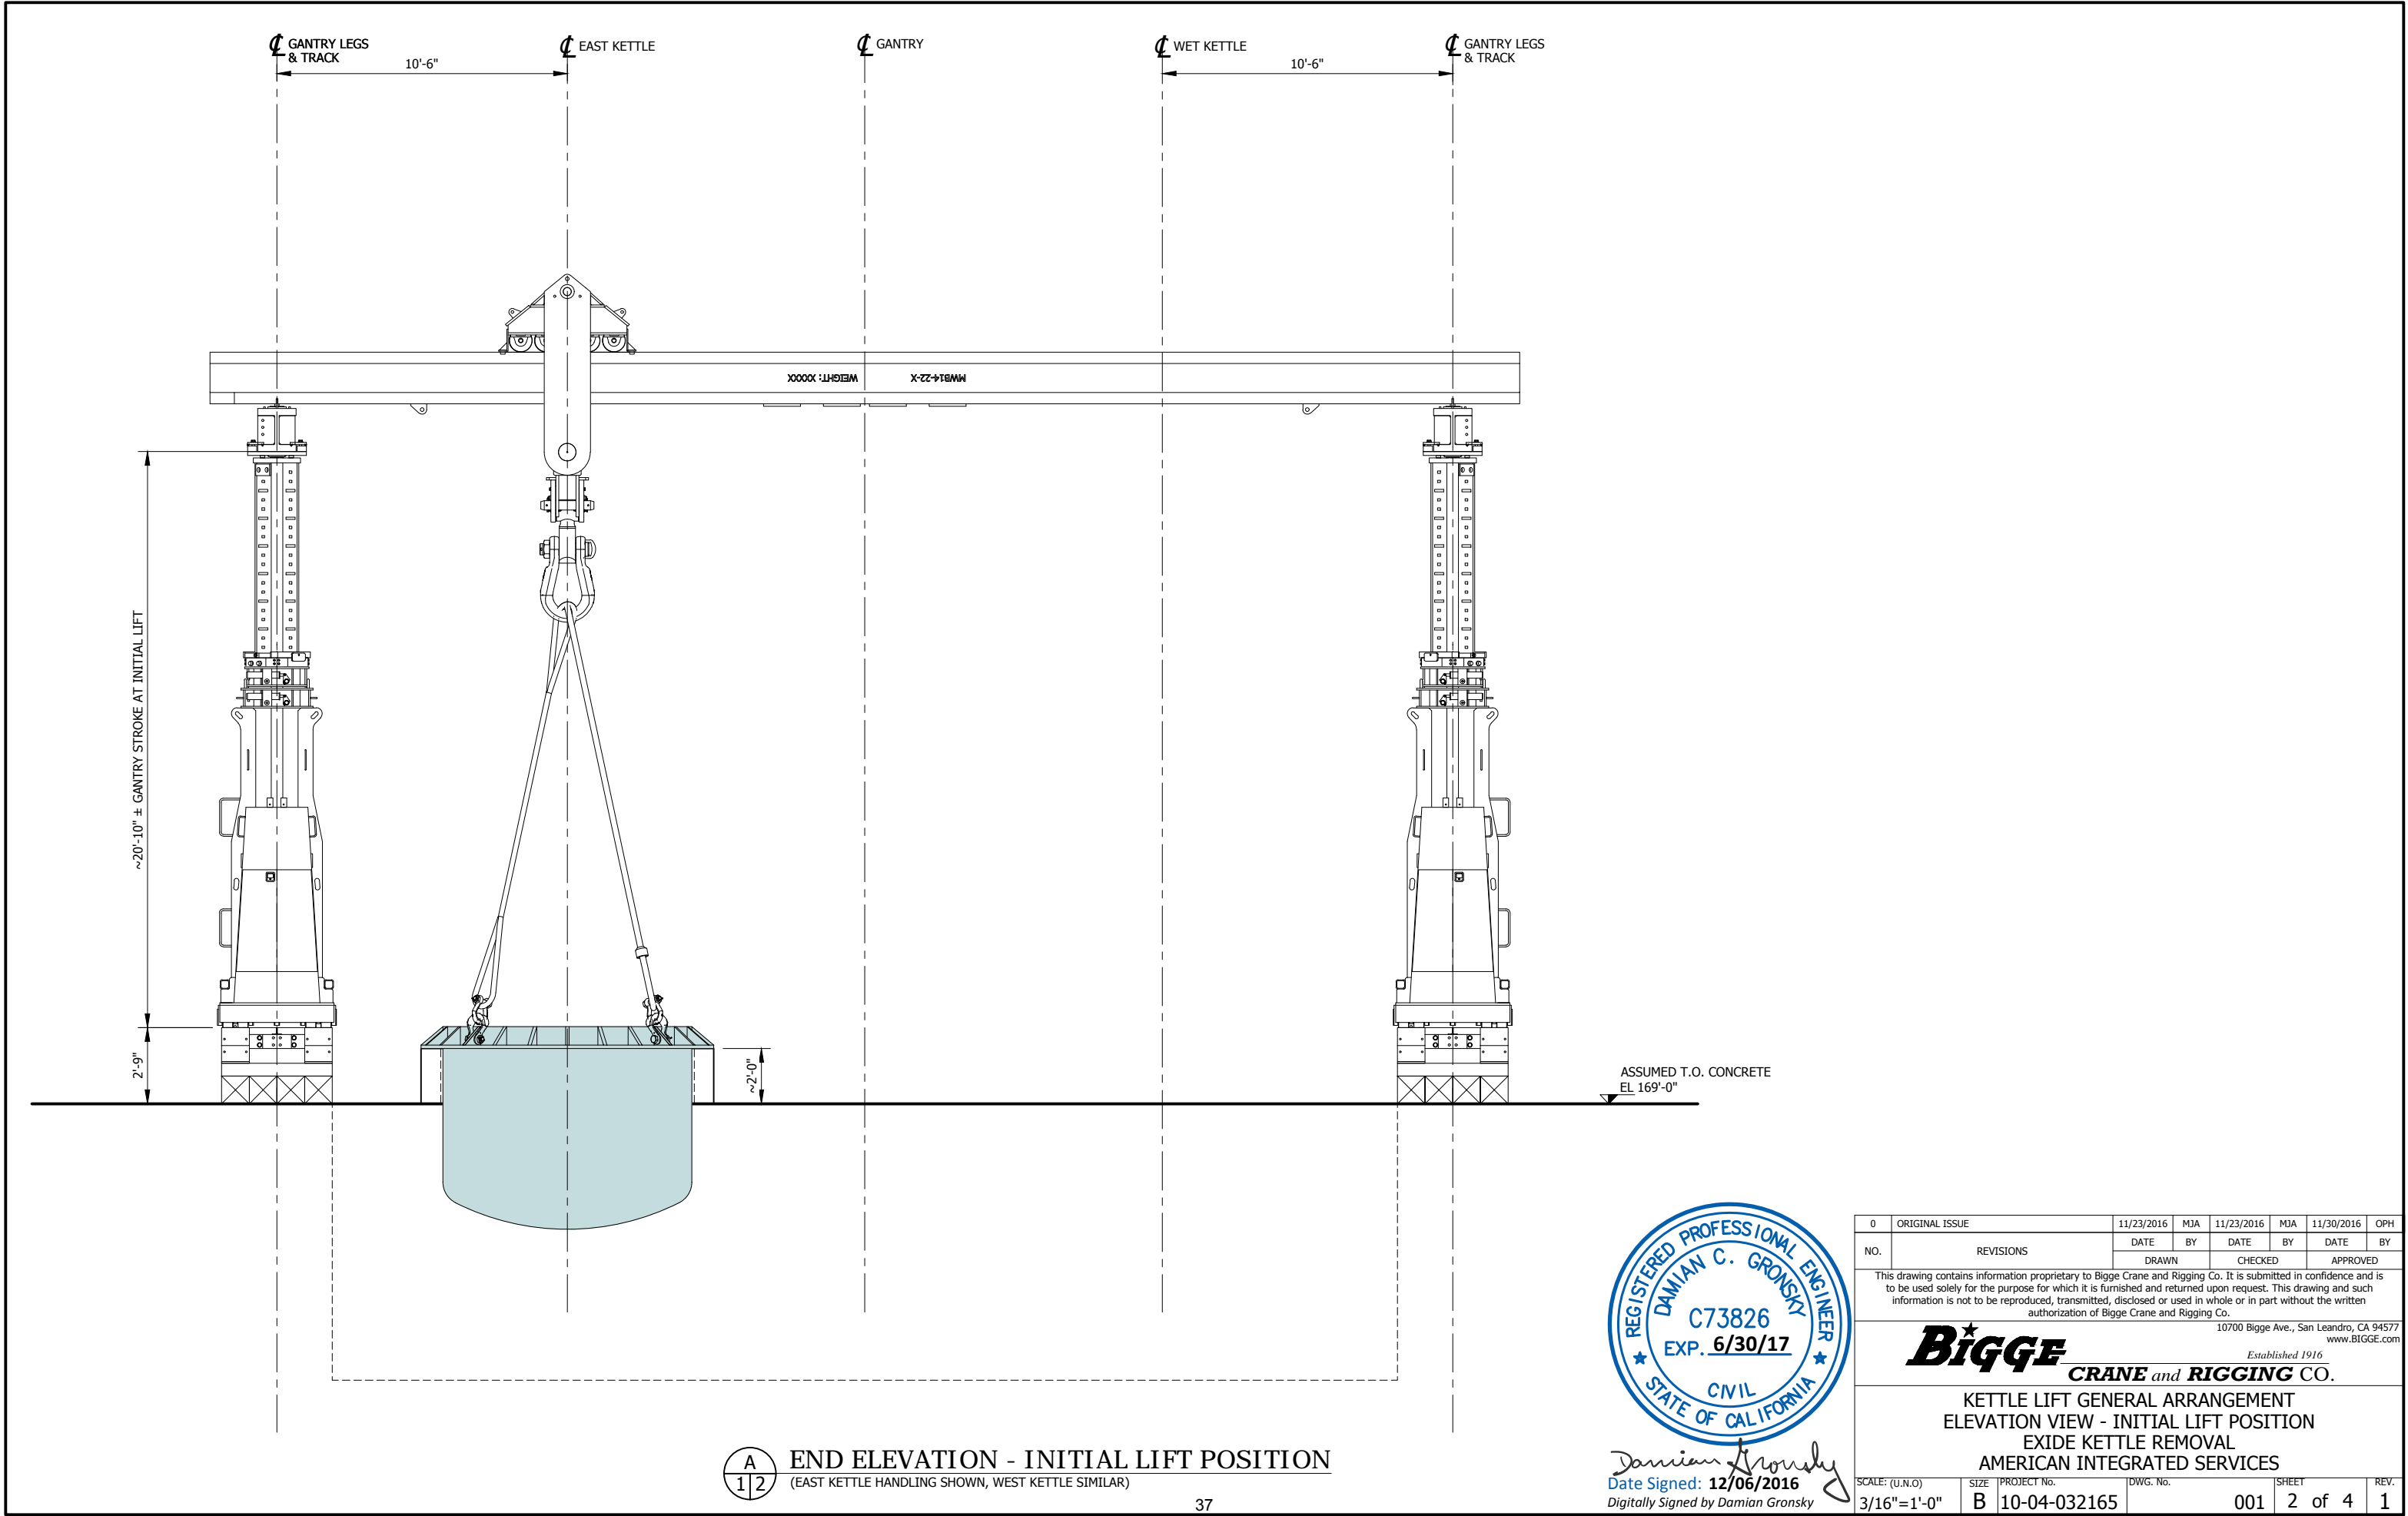 ℄ GANTRY LEGS
& TRACK
10'-6"
℄ EAST KETTLE
℄ GANTRY
℄ WET KETTLE
10'-6"
℄ GANTRY LEGS
& TRACK
WEIGHT: XXXXX
MWB14-22-X
~20'-10" ± GANTRY STROKE AT INITIAL LIFT
2'-9"
~2'-0"
ASSUMED T.O. CONCRETE
EL 169'-0"
A
1 2
END ELEVATION - INITIAL LIFT POSITION
(EAST KETTLE HANDLING SHOWN, WEST KETTLE SIMILAR)
37
REGISTERED PROFESSIONAL ENGINEER
DAMIAN C. GRONSKY
C73826
EXP. 6/30/17
CIVIL
STATE OF CALIFORNIA
Damian Gronsky
Date Signed: 12/06/2016
Digitally Signed by Damian Gronsky
0 ORIGINAL ISSUE 11/23/2016 MJA 11/23/2016 MJA 11/30/2016 OPH
NO. REVISIONS DATE BY DATE BY DATE BY
DRAWN CHECKED APPROVED
This drawing contains information proprietary to Bigge Crane and Rigging Co. It is submitted in confidence and is
to be used solely for the purpose for which it is furnished and returned upon request. This drawing and such
information is not to be reproduced, transmitted, disclosed or used in whole or in part without the written
authorization of Bigge Crane and Rigging Co.
10700 Bigge Ave., San Leandro, CA 94577
www.BIGGE.com
BIGGE
Established 1916
CRANE and RIGGING CO.
KETTLE LIFT GENERAL ARRANGEMENT
ELEVATION VIEW - INITIAL LIFT POSITION
EXIDE KETTLE REMOVAL
AMERICAN INTEGRATED SERVICES
SCALE: (U.N.O) SIZE PROJECT No. DWG. No. SHEET REV.
3/16"=1'-0" B 10-04-032165 001 2 of 4 1